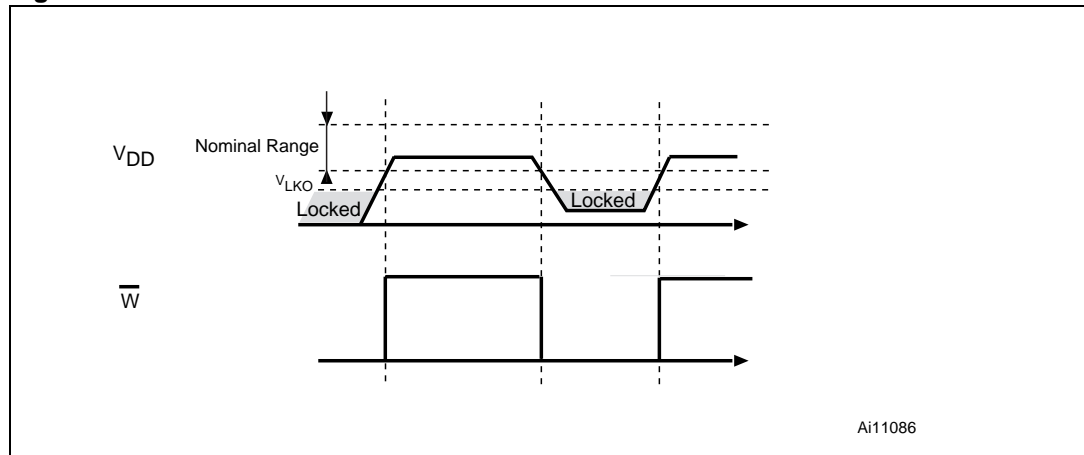 Nominal Range
VDD
VLKO
Locked
Locked
W̅
Ai11086